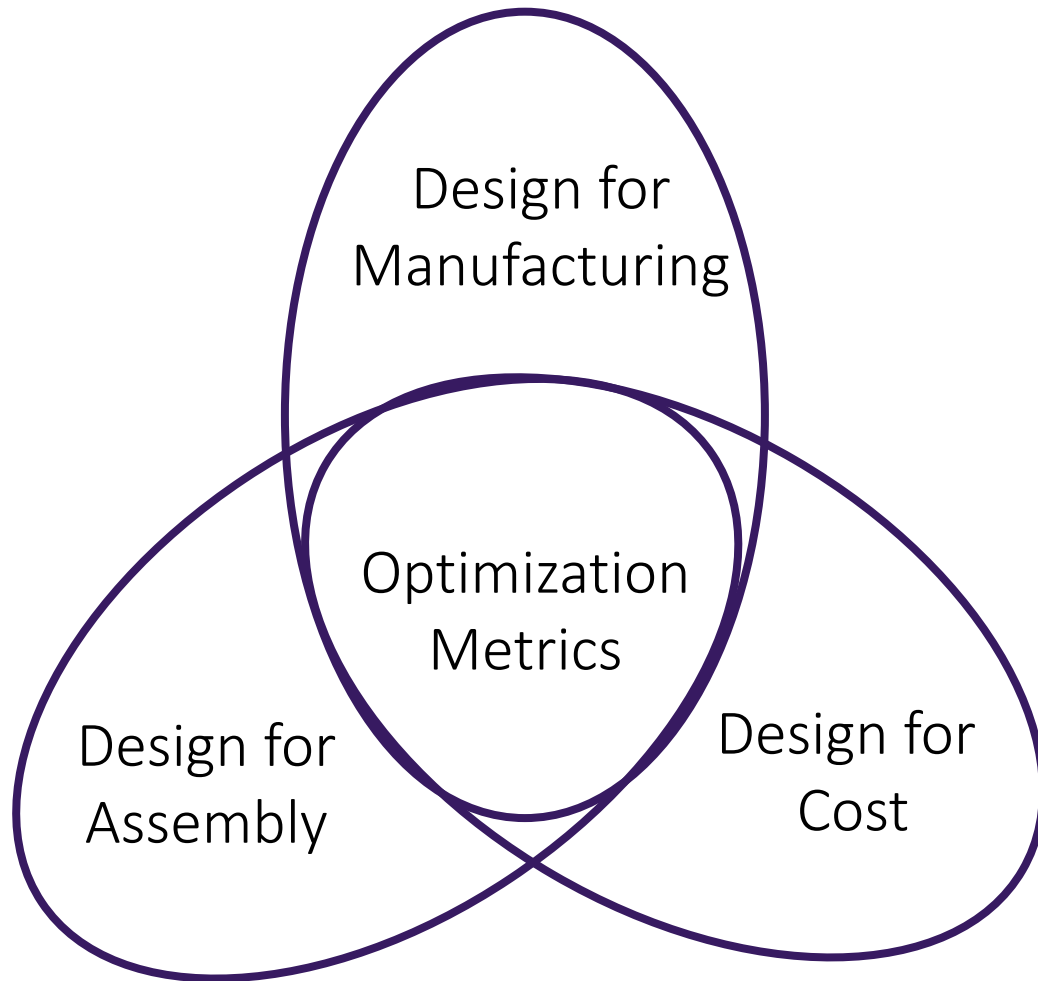 Design for
Manufacturing
Optimization
Metrics
Design for
Assembly
Design for
Cost